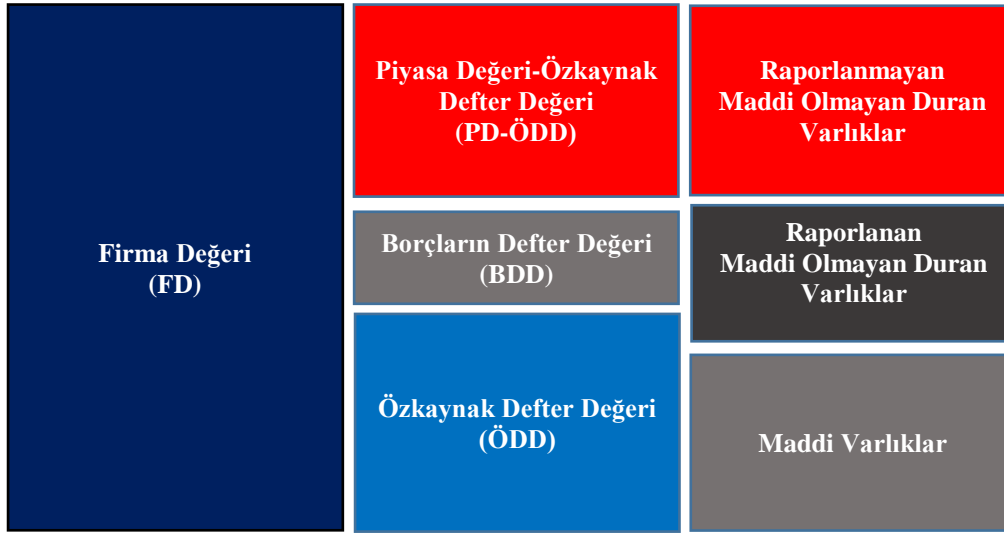 Firma Değeri
(FD)
Piyasa Değeri-Özkaynak
Defter Değeri
(PD-ÖDD)
Borçların Defter Değeri
(BDD)
Özkaynak Defter Değeri
(ÖDD)
Raporlanmayan
Maddi Olmayan Duran
Varlıklar
Raporlanan
Maddi Olmayan Duran
Varlıklar
Maddi Varlıklar